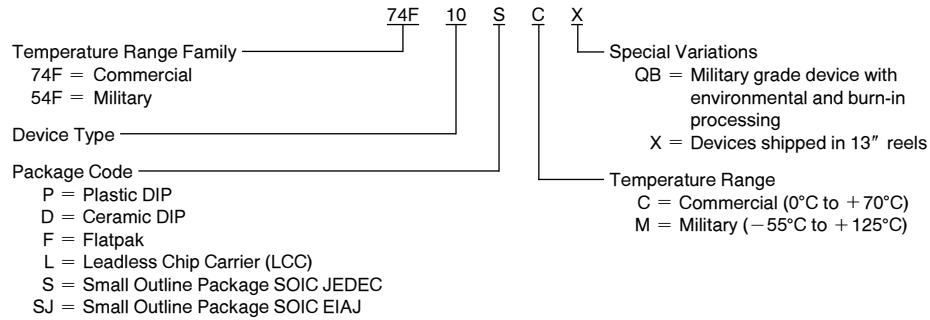 74F 10 S C X
Temperature Range Family
74F = Commercial
54F = Military
Device Type
Package Code
P = Plastic DIP
D = Ceramic DIP
F = Flatpak
L = Leadless Chip Carrier (LCC)
S = Small Outline Package SOIC JEDEC
SJ = Small Outline Package SOIC EIAJ
Special Variations
QB = Military grade device with
environmental and burn-in
processing
X = Devices shipped in 13″ reels
Temperature Range
C = Commercial (0°C to +70°C)
M = Military (−55°C to +125°C)